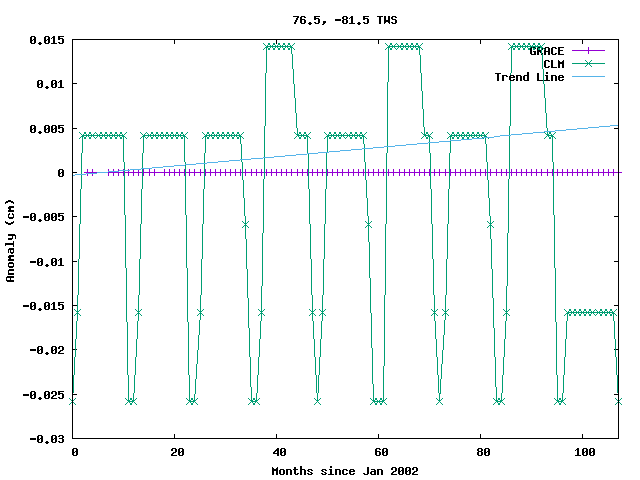 76.5, -81.5 TWS
0.015
0.01
0.005
0
-0.005
-0.01
-0.015
-0.02
-0.025
-0.03
Anomaly (cm)
GRACE
CLM
Trend Line
0 20 40 60 80 100
Months since Jan 2002